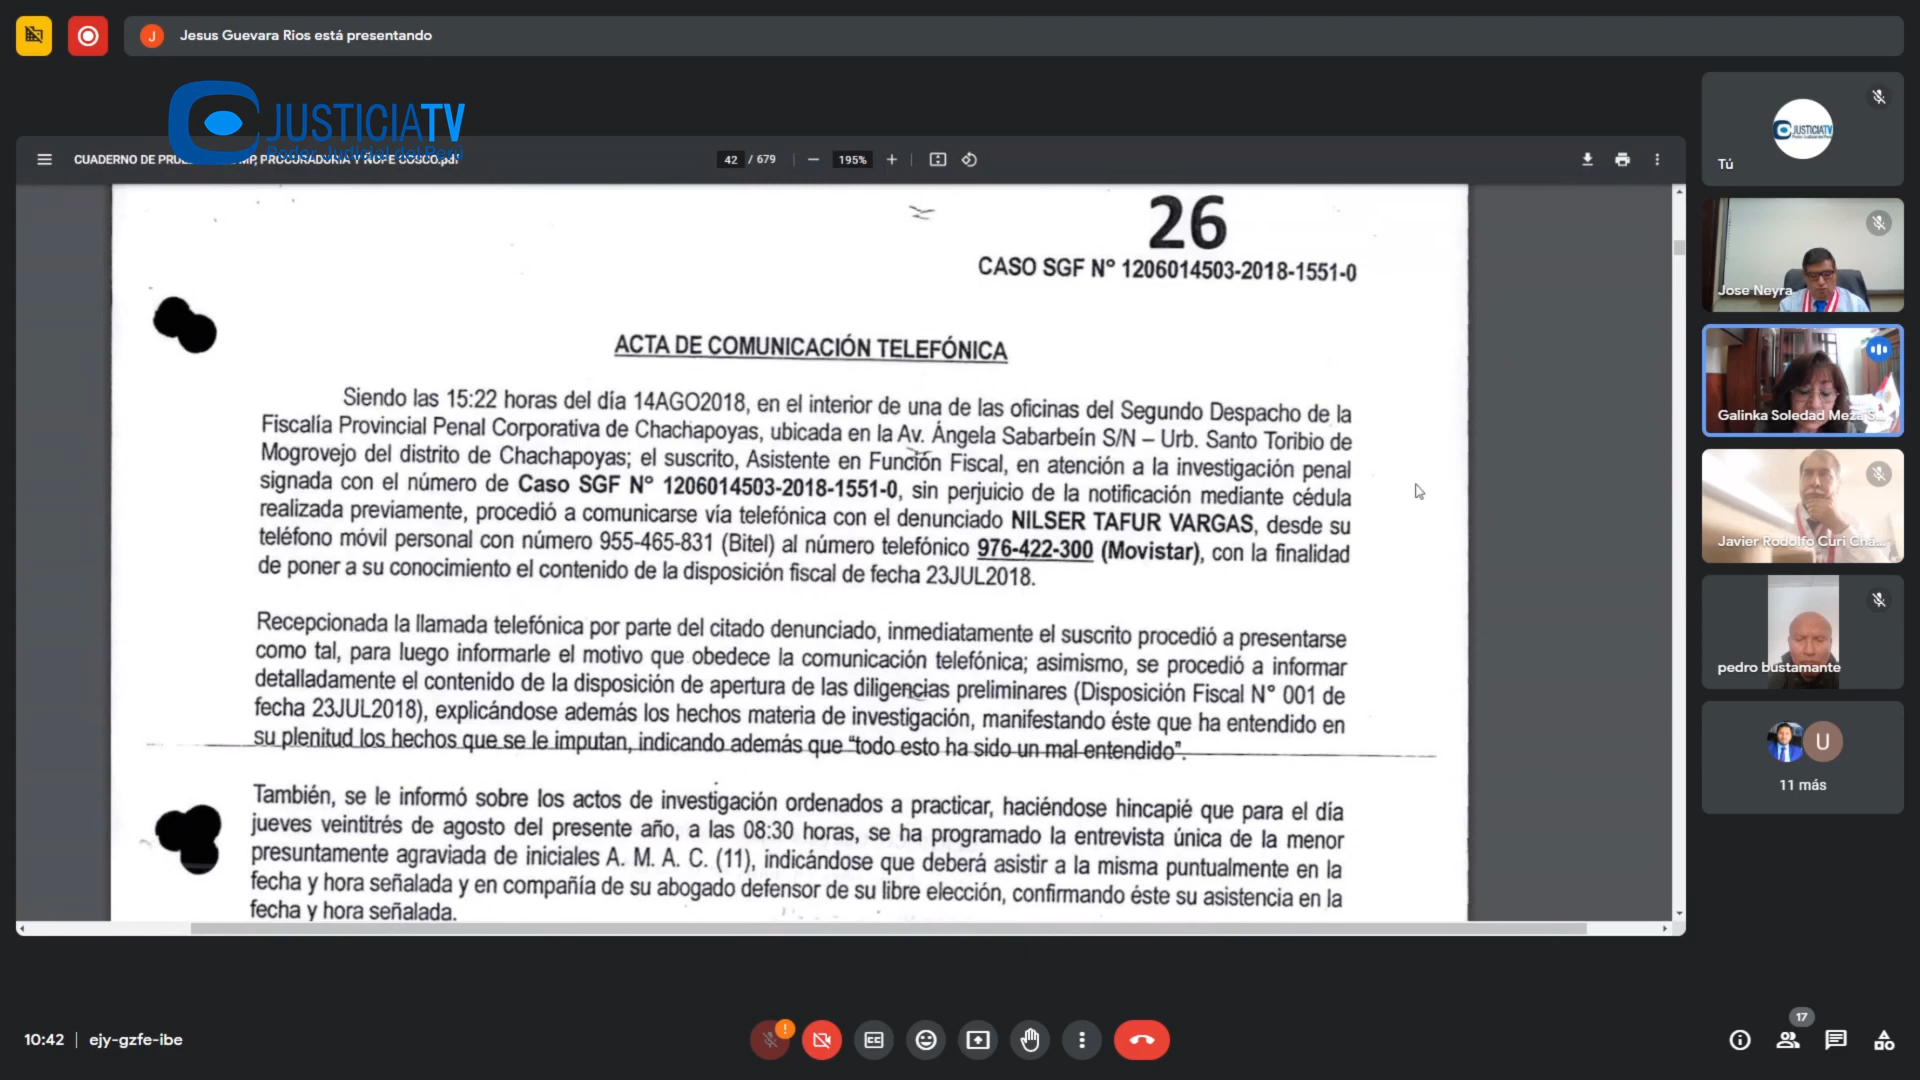 J Jesus Guevara Rios está presentando
JUSTICIATV
Poder Judicial del Perú
CUADERNO DE MP, PROCURADURIA Y ÑOPE COSCO.pdf
42 / 679
195%
26
CASO SGF N° 1206014503-2018-1551-0
ACTA DE COMUNICACIÓN TELEFÓNICA
Siendo las 15:22 horas del día 14AGO2018, en el interior de una de las oficinas del Segundo Despacho de la
Fiscalía Provincial Penal Corporativa de Chachapoyas, ubicada en la Av. Ángela Sabarbeín S/N – Urb. Santo Toribio de
Mogrovejo del distrito de Chachapoyas; el suscrito, Asistente en Función Fiscal, en atención a la investigación penal
signada con el número de Caso SGF N° 1206014503-2018-1551-0, sin perjuicio de la notificación mediante cédula
realizada previamente, procedió a comunicarse vía telefónica con el denunciado NILSER TAFUR VARGAS, desde su
teléfono móvil personal con número 955-465-831 (Bitel) al número telefónico 976-422-300 (Movistar), con la finalidad
de poner a su conocimiento el contenido de la disposición fiscal de fecha 23JUL2018.
Recepcionada la llamada telefónica por parte del citado denunciado, inmediatamente el suscrito procedió a presentarse
como tal, para luego informarle el motivo que obedece la comunicación telefónica; asimismo, se procedió a informar
detalladamente el contenido de la disposición de apertura de las diligencias preliminares (Disposición Fiscal N° 001 de
fecha 23JUL2018), explicándose además los hechos materia de investigación, manifestando éste que ha entendido en
su plenitud los hechos que se le imputan, indicando además que “todo esto ha sido un mal entendido”.
También, se le informó sobre los actos de investigación ordenados a practicar, haciéndose hincapié que para el día
jueves veintitrés de agosto del presente año, a las 08:30 horas, se ha programado la entrevista única de la menor
presuntamente agraviada de iniciales A. M. A. C. (11), indicándose que deberá asistir a la misma puntualmente en la
fecha y hora señalada y en compañía de su abogado defensor de su libre elección, confirmando éste su asistencia en la
fecha y hora señalada.
JUSTICIATV
Tú
Jose Neyra
Galinka Soledad Meza S...
Javier Rodolfo Curi Cha...
pedro bustamante
U
11 más
10:42 | ejy-gzfe-ibe
17